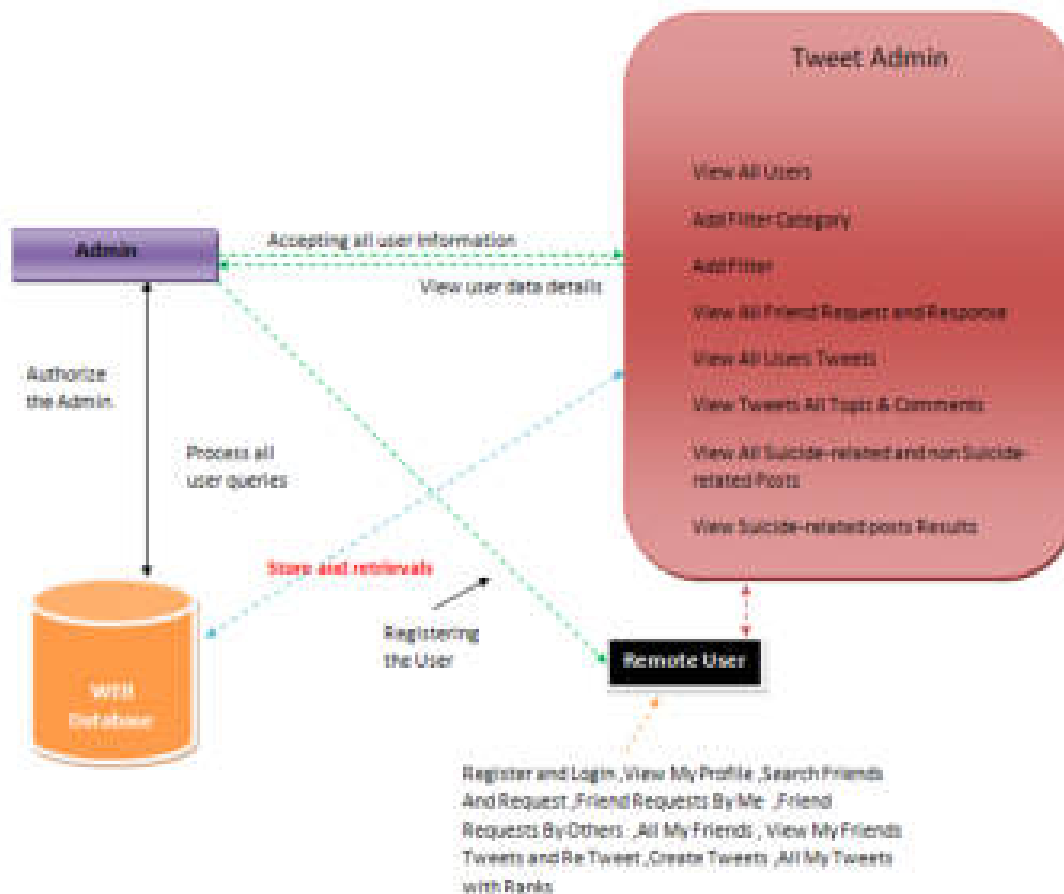 Tweet Admin
View All Users
Add Filter Category
Add Filter
View All Friend Request and Response
View All Users Tweets
View Tweets All Topic & Comments
View All Suicide-related and non Suicide-
related Posts
View Suicide-related posts Results
Admin
Accepting all user Information
View user data details
Authorize
the Admin
Process all
user queries
Store and retrievals
Registering
the User
Remote User
WEB
Database
Register and Login ,View My Profile ,Search Friends
And Request ,Friend Requests By Me ,Friend
Requests By Others ,All My Friends , View My Friends
Tweets and Re Tweet ,Create Tweets ,All My Tweets
with Ranks